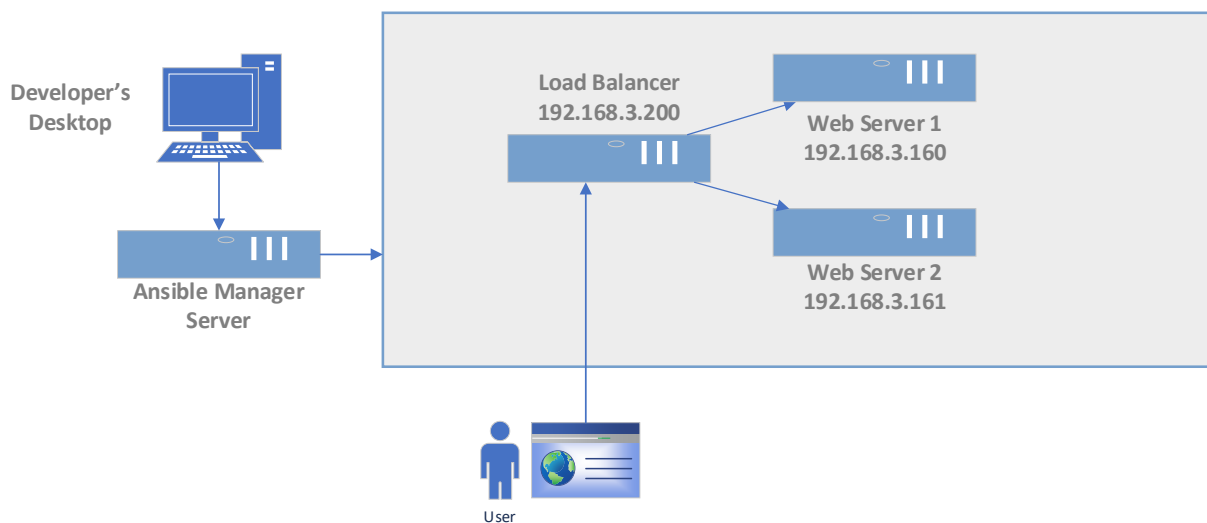 Developer's
Desktop
Ansible Manager
Server
Load Balancer
192.168.3.200
Web Server 1
192.168.3.160
Web Server 2
192.168.3.161
User